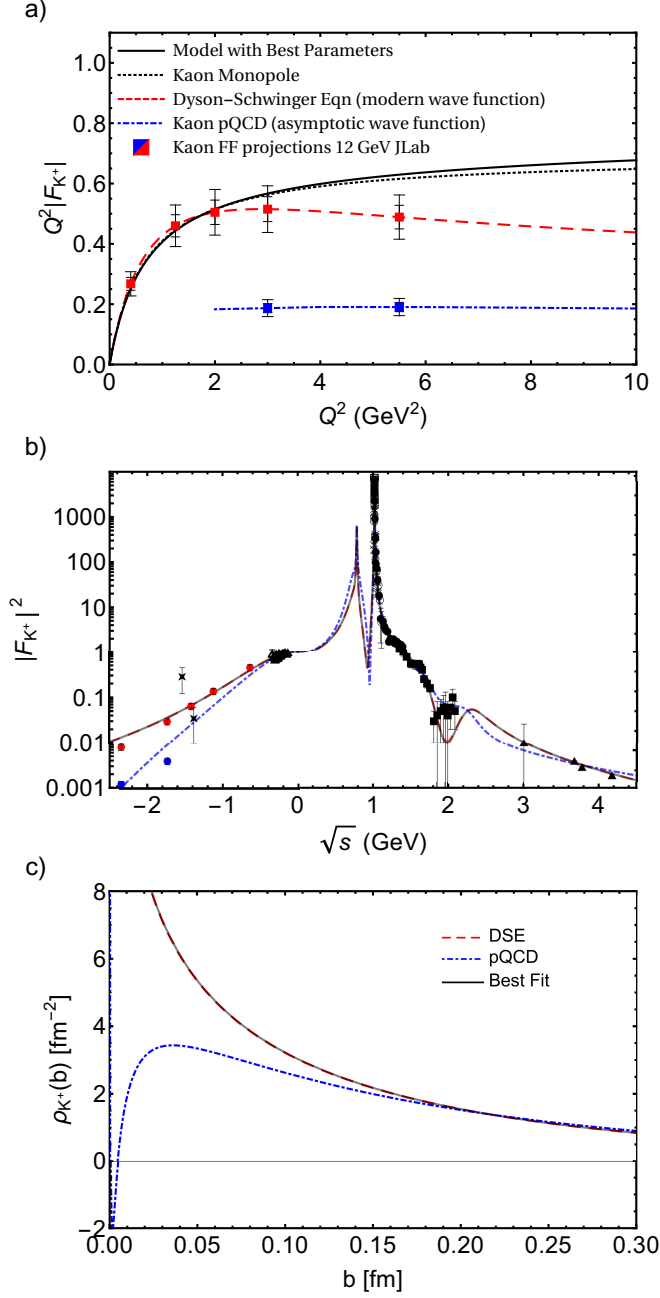 a)
1.0
0.8
0.6
0.4
0.2
0.0
Q²|F_K⁺|
Model with Best Parameters
Kaon Monopole
Dyson–Schwinger Eqn (modern wave function)
Kaon pQCD (asymptotic wave function)
Kaon FF projections 12 GeV JLab
0 2 4 6 8 10
Q² (GeV²)
b)
1000
100
10
1
0.1
0.01
0.001
|F_K⁺|²
−2 −1 0 1 2 3 4
√s (GeV)
c)
8
6
4
2
0
−2
ρ_K⁺(b) [fm⁻²]
DSE
pQCD
Best Fit
0.00 0.05 0.10 0.15 0.20 0.25 0.30
b [fm]